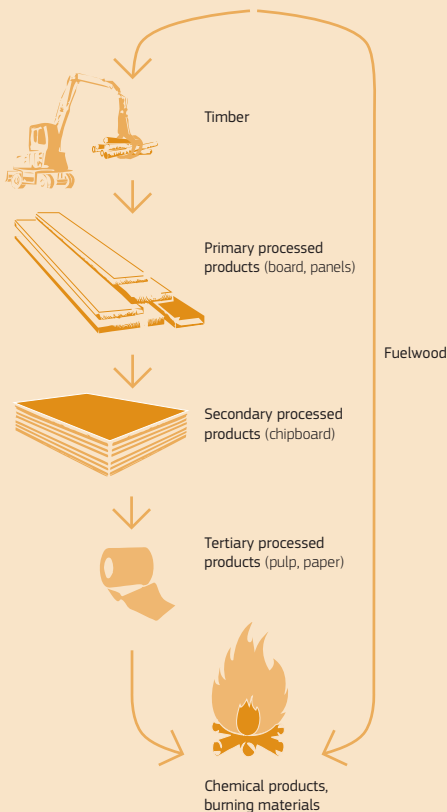 Timber
Primary processed
products (board, panels)
Fuelwood
Secondary processed
products (chipboard)
Tertiary processed
products (pulp, paper)
Chemical products,
burning materials